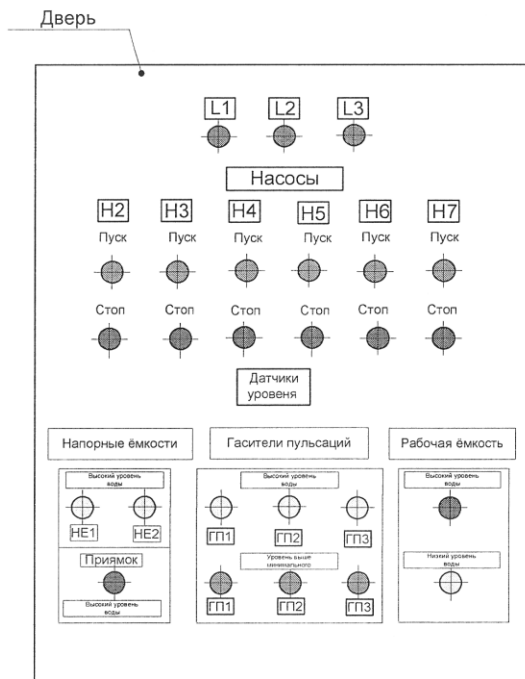 Дверь
L1 L2 L3
Насосы
Н2 Н3 Н4 Н5 Н6 Н7
Пуск Пуск Пуск Пуск Пуск Пуск
Стоп Стоп Стоп Стоп Стоп Стоп
Датчики
уровеня
Напорные ёмкости Гасители пульсаций Рабочая ёмкость
Высокий уровень
воды
Высокий уровень
воды
Высокий уровень
воды
НЕ1 НЕ2
ГП1 ГП2 ГП3
Приямок
Уровень выше
минимального
Низкий уровень
воды
Высокий уровень
воды
ГП1 ГП2 ГП3